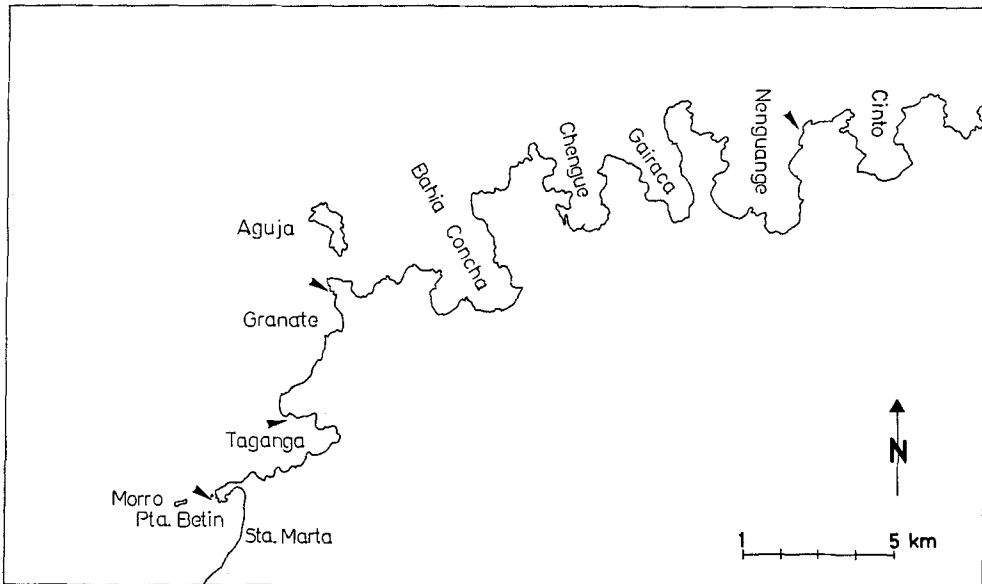 Cinto
Nenguange
Chengue
Gairaca
Bahia Concha
Aguja
Granate
Taganga
Morro
Pta. Betin
Sta. Marta
N
1 5 km